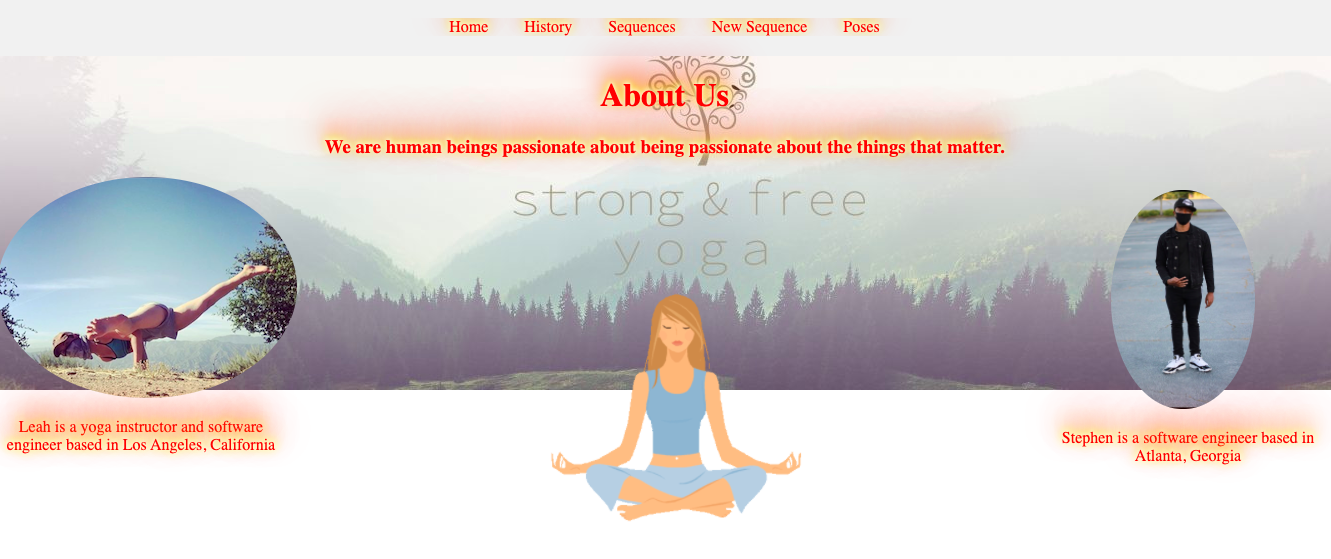 Home History Sequences New Sequence Poses
About Us
We are human beings passionate about being passionate about the things that matter.
strong & free
yoga
Leah is a yoga instructor and software
engineer based in Los Angeles, California
Stephen is a software engineer based in
Atlanta, Georgia